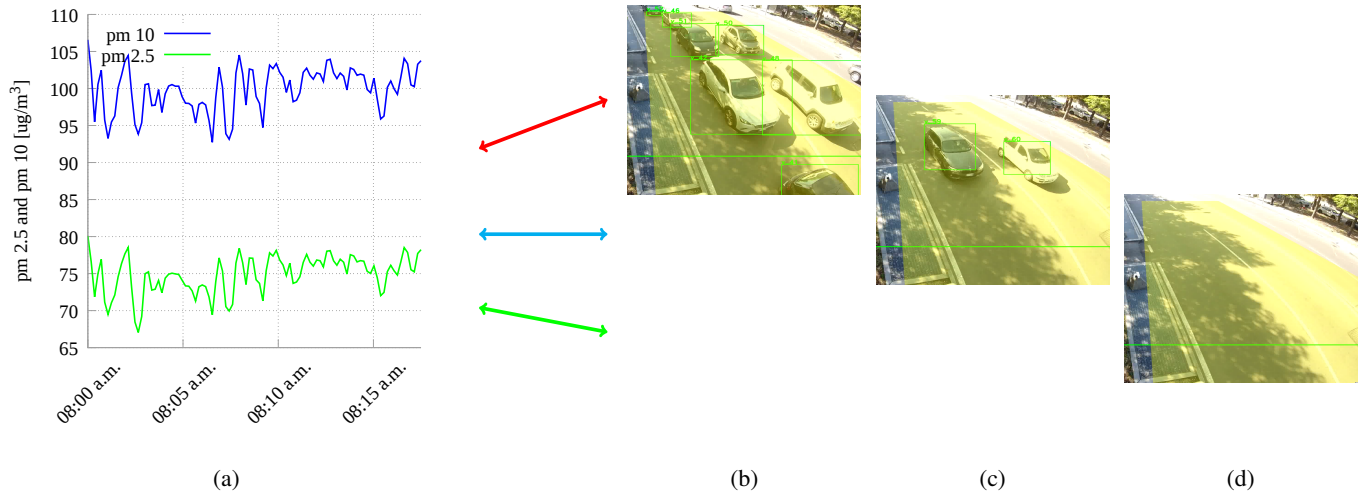 110
105
100
95
90
85
80
75
70
65
pm 2.5 and pm 10 [ug/m³]
pm 10
pm 2.5
08:00 a.m.
08:05 a.m.
08:10 a.m.
08:15 a.m.
(a)
(b)
(c)
(d)